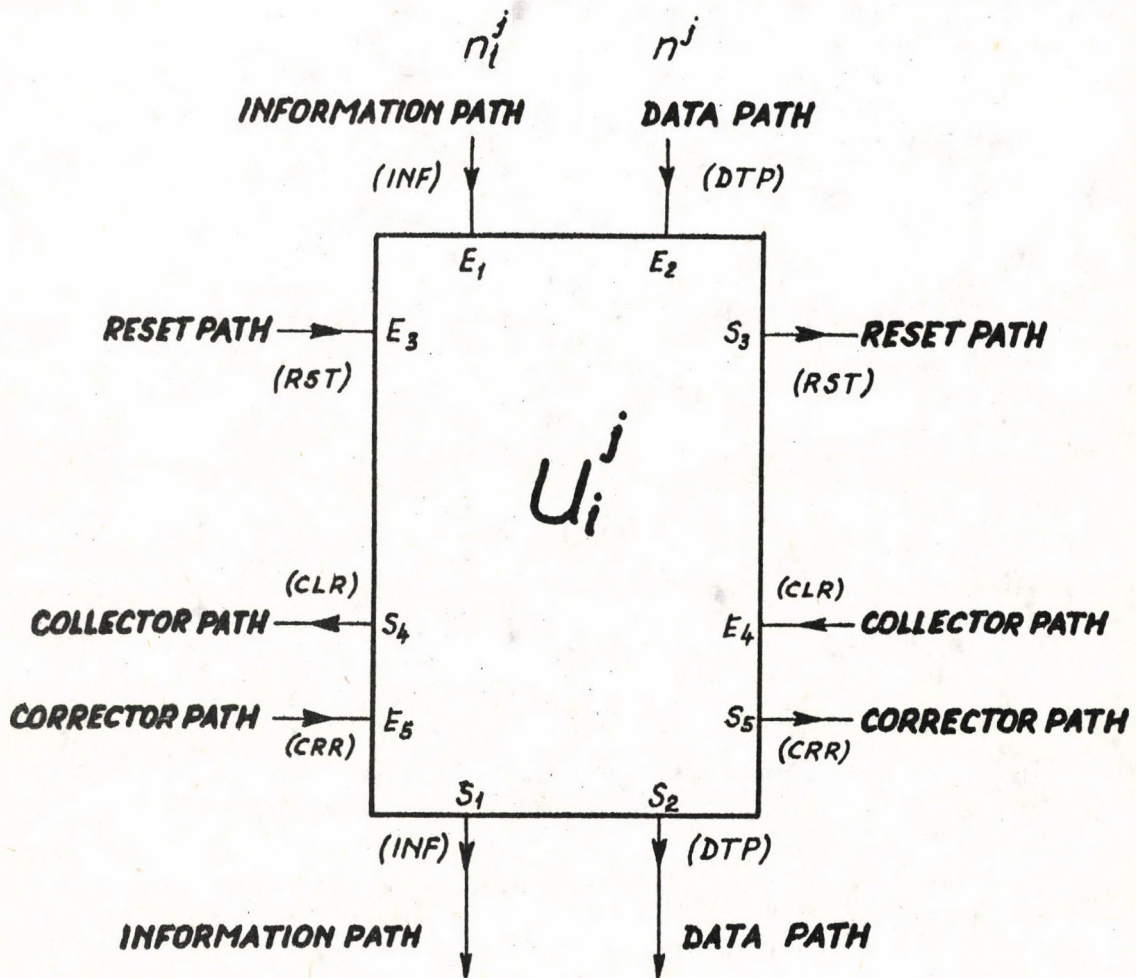 n_i^j n^j
INFORMATION PATH DATA PATH
(INF) (DTP)
E₁ E₂
RESET PATH E₃ S₃ RESET PATH
(RST) (RST)
U_i^j
(CLR) (CLR)
COLLECTOR PATH S₄ E₄ COLLECTOR PATH
CORRECTOR PATH E₅ S₅ CORRECTOR PATH
(CRR) (CRR)
S₁ S₂
(INF) (DTP)
INFORMATION PATH DATA PATH